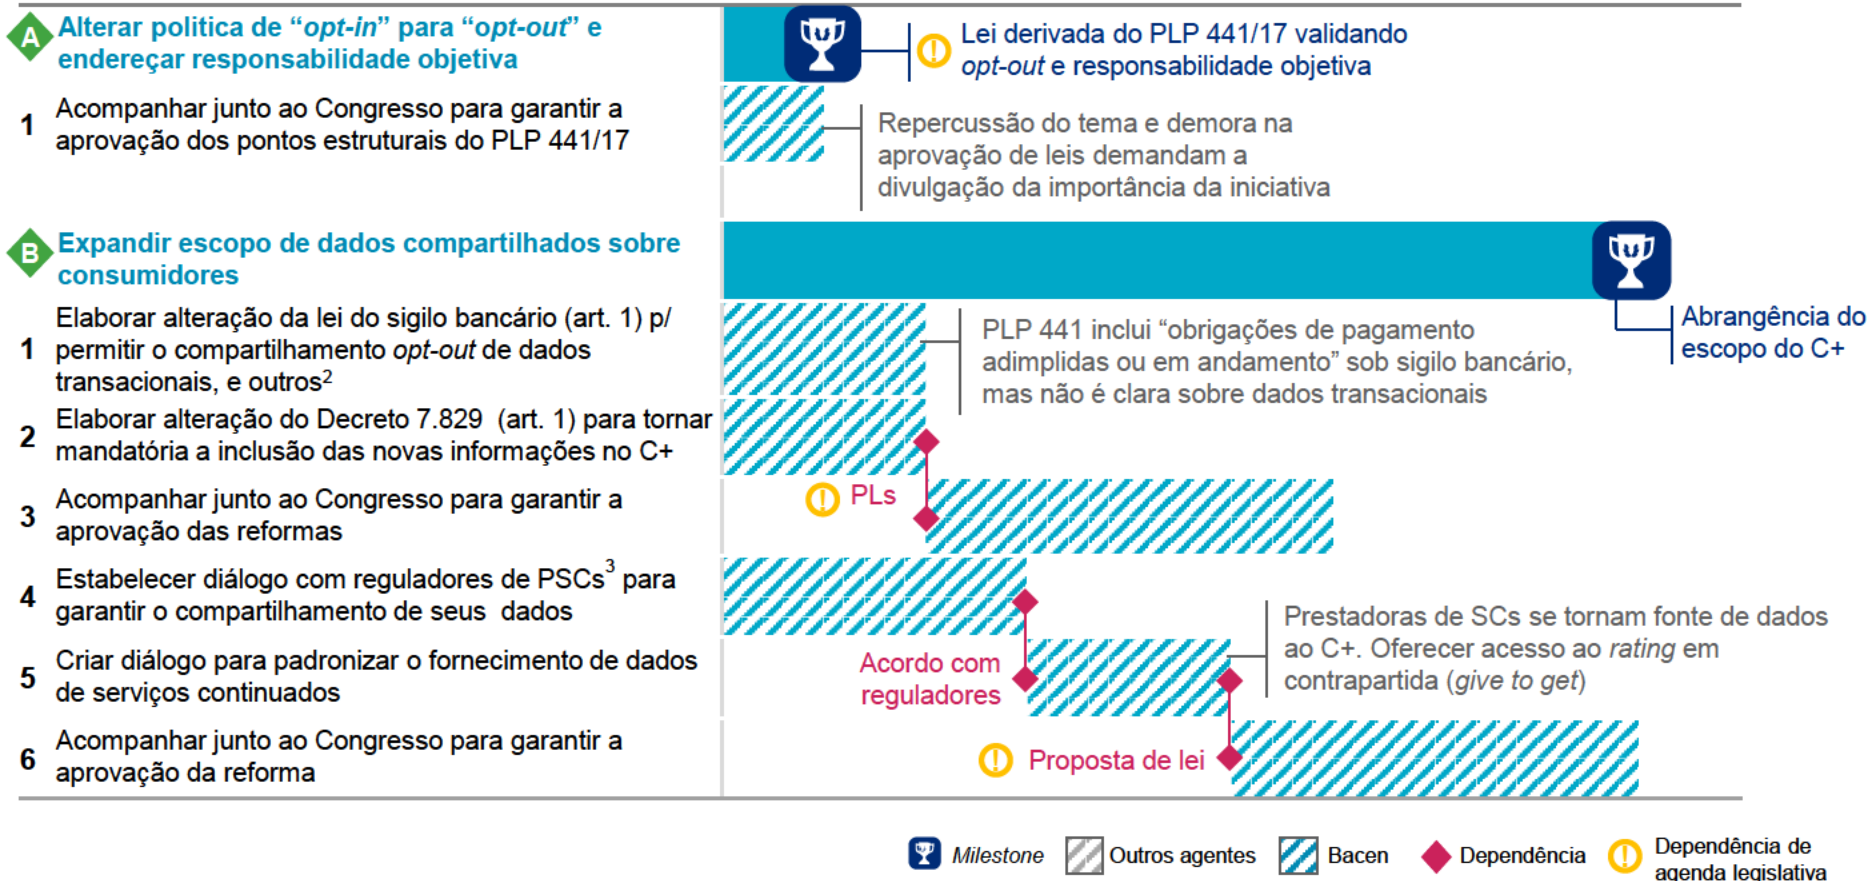 A
Alterar politica de “opt-in” para “opt-out” e
endereçar responsabilidade objetiva
Lei derivada do PLP 441/17 validando
opt-out e responsabilidade objetiva
1
Acompanhar junto ao Congresso para garantir a
aprovação dos pontos estruturais do PLP 441/17
Repercussão do tema e demora na
aprovação de leis demandam a
divulgação da importância da iniciativa
B
Expandir escopo de dados compartilhados sobre
consumidores
Abrangência do
escopo do C+
1
Elaborar alteração da lei do sigilo bancário (art. 1) p/
permitir o compartilhamento opt-out de dados
transacionais, e outros²
PLP 441 inclui “obrigações de pagamento
adimplidas ou em andamento” sob sigilo bancário,
mas não é clara sobre dados transacionais
2
Elaborar alteração do Decreto 7.829 (art. 1) para tornar
mandatória a inclusão das novas informações no C+
PLs
3
Acompanhar junto ao Congresso para garantir a
aprovação das reformas
4
Estabelecer diálogo com reguladores de PSCs³ para
garantir o compartilhamento de seus dados
Acordo com
reguladores
5
Criar diálogo para padronizar o fornecimento de dados
de serviços continuados
Prestadoras de SCs se tornam fonte de dados
ao C+. Oferecer acesso ao rating em
contrapartida (give to get)
6
Acompanhar junto ao Congresso para garantir a
aprovação da reforma
Proposta de lei
Milestone
Outros agentes
Bacen
Dependência
Dependência de
agenda legislativa